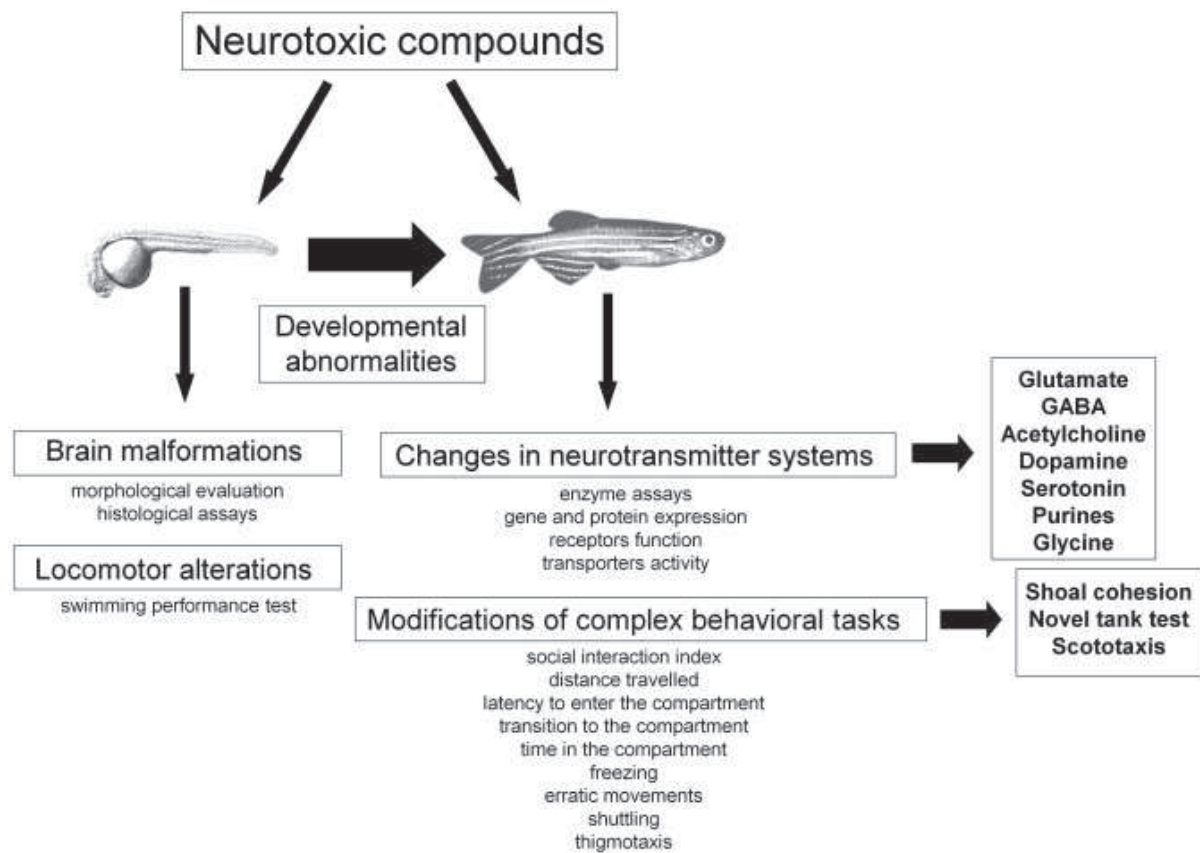 Neurotoxic compounds
Developmental
abnormalities
Brain malformations
morphological evaluation
histological assays
Locomotor alterations
swimming performance test
Changes in neurotransmitter systems
enzyme assays
gene and protein expression
receptors function
transporters activity
Glutamate
GABA
Acetylcholine
Dopamine
Serotonin
Purines
Glycine
Modifications of complex behavioral tasks
social interaction index
distance travelled
latency to enter the compartment
transition to the compartment
time in the compartment
freezing
erratic movements
shuttling
thigmotaxis
Shoal cohesion
Novel tank test
Scototaxis